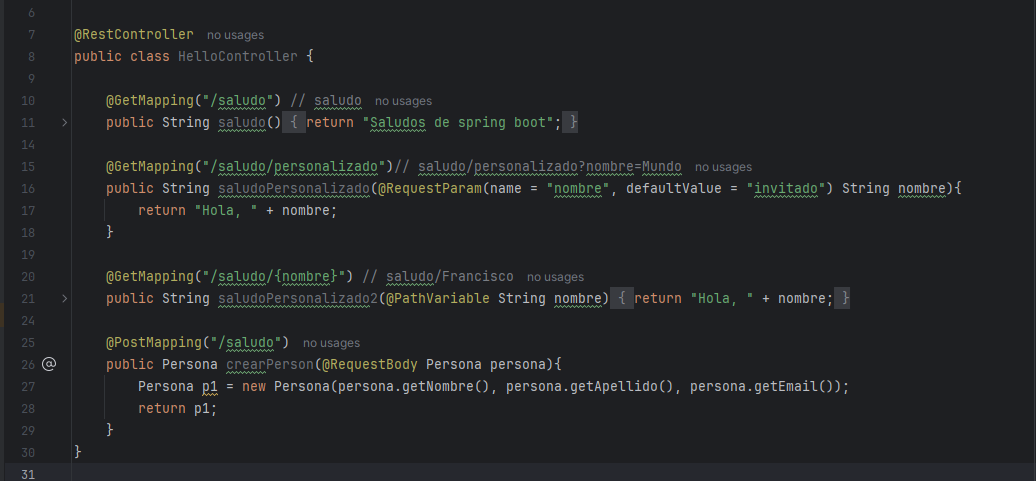 6
7 @RestController no usages
8 public class HelloController {
9
10 @GetMapping("/saludo") // saludo no usages
11 public String saludo() { return "Saludos de spring boot"; }
14
15 @GetMapping("/saludo/personalizado")// saludo/personalizado?nombre=Mundo no usages
16 public String saludoPersonalizado(@RequestParam(name = "nombre", defaultValue = "invitado") String nombre){
17 return "Hola, " + nombre;
18 }
19
20 @GetMapping("/saludo/{nombre}") // saludo/Francisco no usages
21 public String saludoPersonalizado2(@PathVariable String nombre) { return "Hola, " + nombre; }
24
25 @PostMapping("/saludo") no usages
26 public Persona crearPerson(@RequestBody Persona persona){
27 Persona p1 = new Persona(persona.getNombre(), persona.getApellido(), persona.getEmail());
28 return p1;
29 }
30 }
31